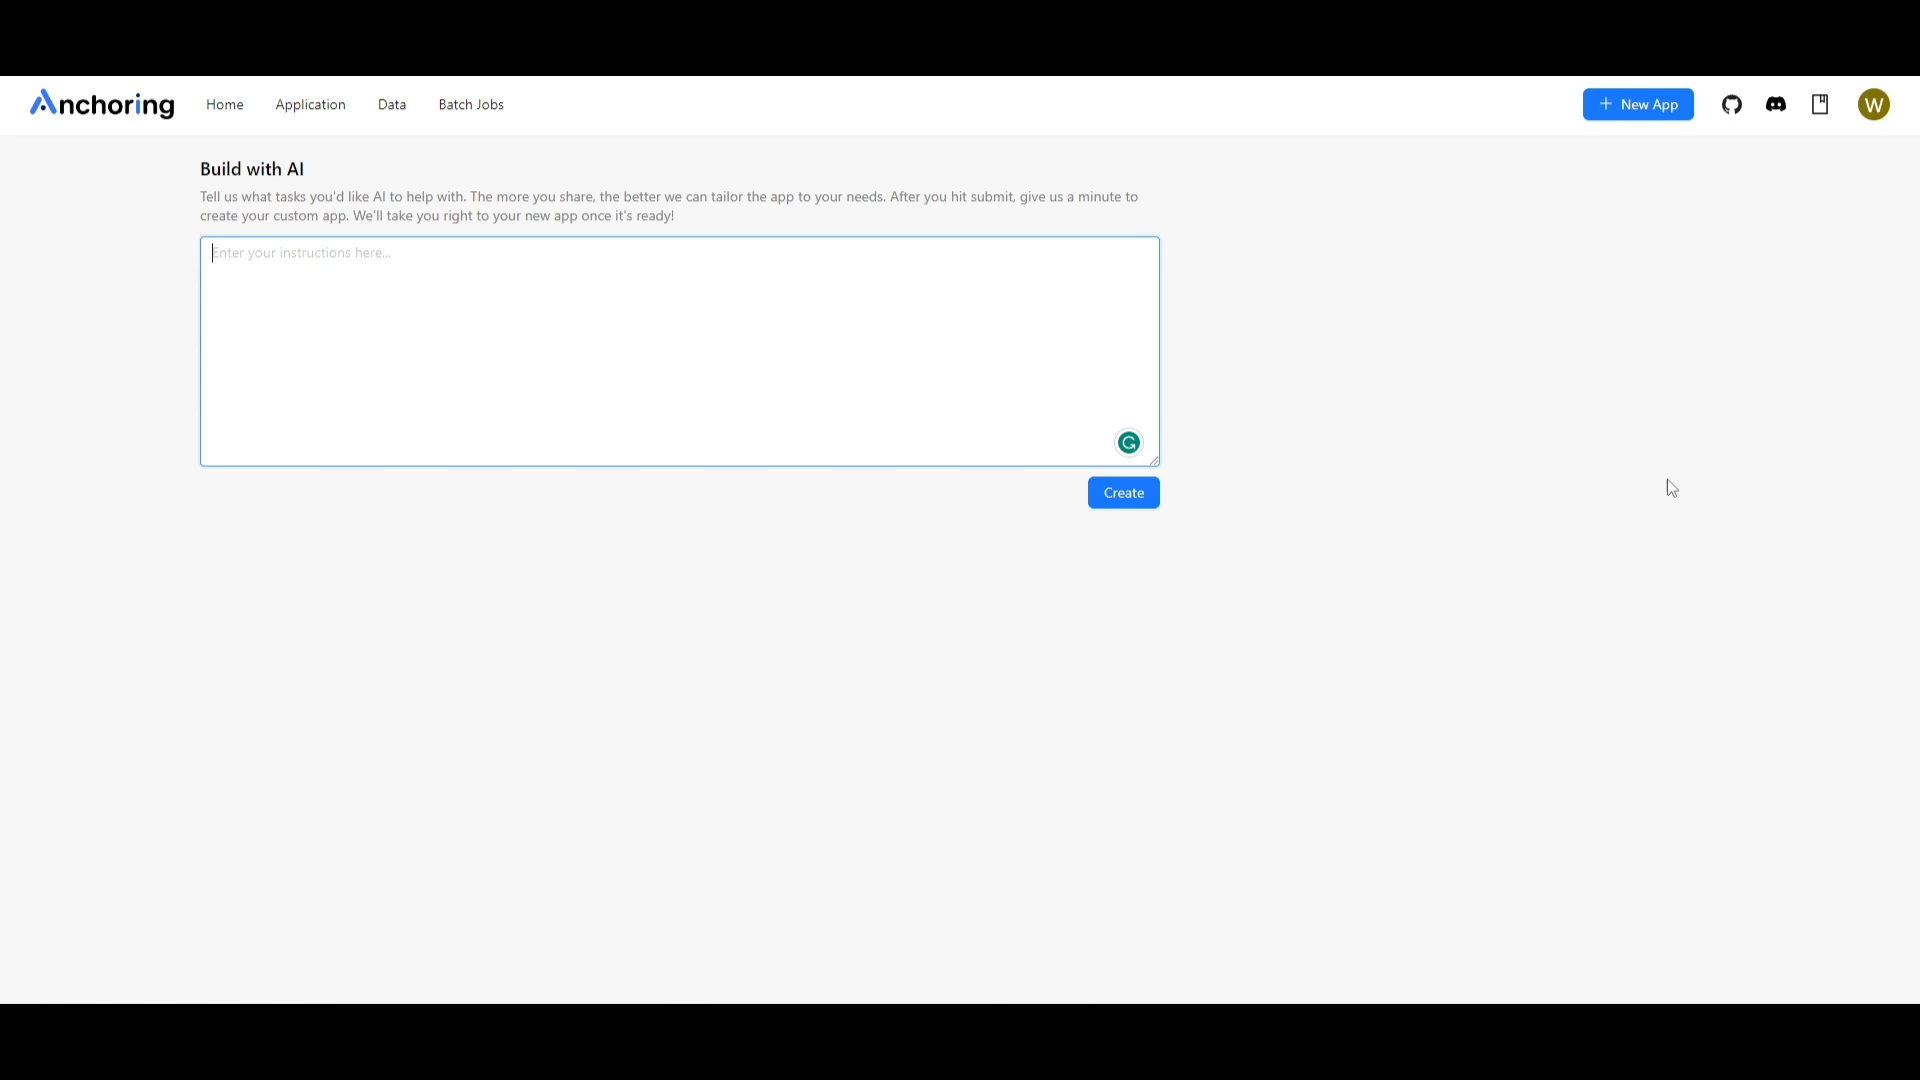 Anchoring Home Application Data Batch Jobs + New App W
Build with AI
Tell us what tasks you'd like AI to help with. The more you share, the better we can tailor the app to your needs. After you hit submit, give us a minute to
create your custom app. We'll take you right to your new app once it's ready!
Enter your instructions here...
Create